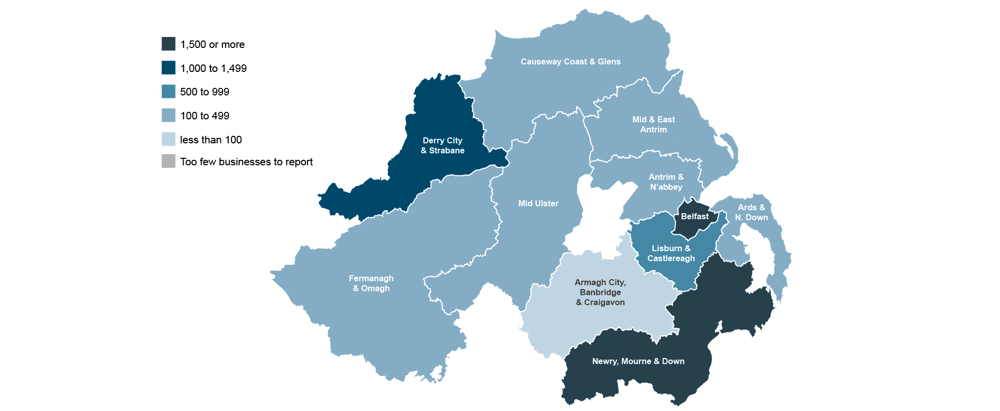 1,500 or more
1,000 to 1,499
500 to 999
100 to 499
less than 100
Too few businesses to report
Causeway Coast & Glens
Mid & East
Antrim
Derry City
& Strabane
Antrim &
N'abbey
Mid Ulster
Belfast
Ards &
N. Down
Lisburn &
Castlereagh
Fermanagh
& Omagh
Armagh City,
Banbridge
& Craigavon
Newry, Mourne & Down